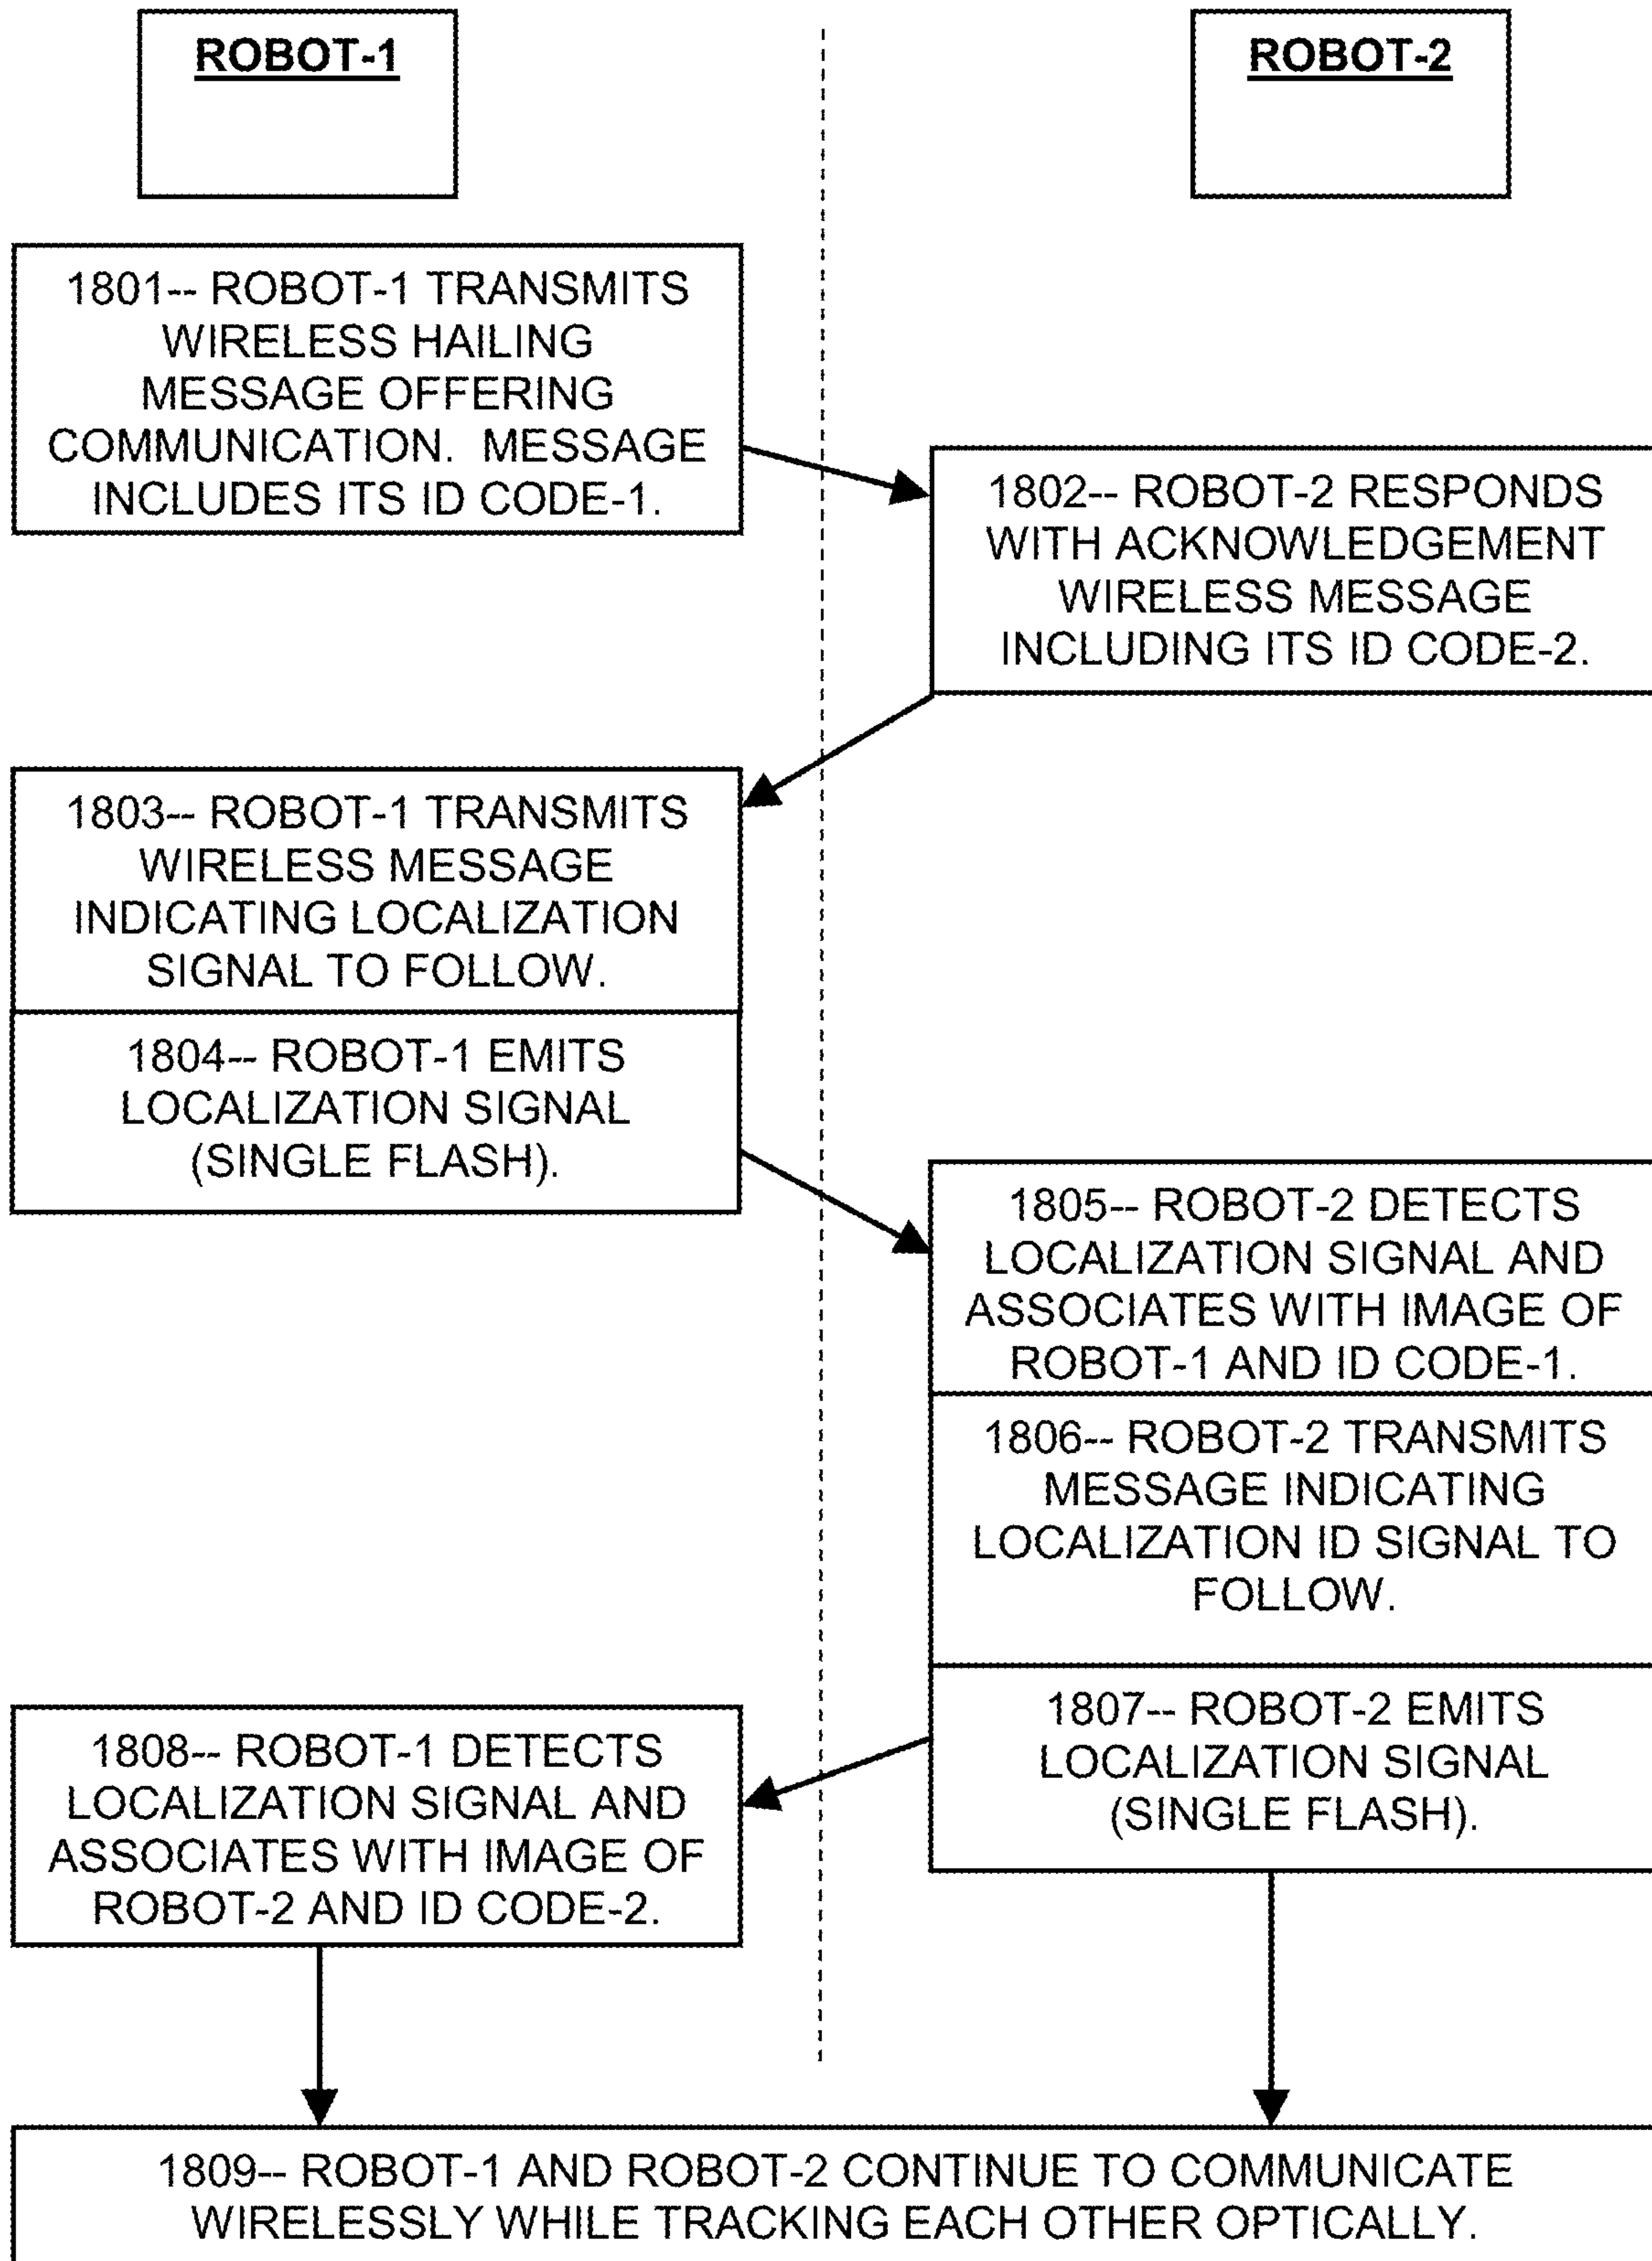 ROBOT-1
ROBOT-2
1801-- ROBOT-1 TRANSMITS
WIRELESS HAILING
MESSAGE OFFERING
COMMUNICATION.  MESSAGE
INCLUDES ITS ID CODE-1.
1802-- ROBOT-2 RESPONDS
WITH ACKNOWLEDGEMENT
WIRELESS MESSAGE
INCLUDING ITS ID CODE-2.
1803-- ROBOT-1 TRANSMITS
WIRELESS MESSAGE
INDICATING LOCALIZATION
SIGNAL TO FOLLOW.
1804-- ROBOT-1 EMITS
LOCALIZATION SIGNAL
(SINGLE FLASH).
1805-- ROBOT-2 DETECTS
LOCALIZATION SIGNAL AND
ASSOCIATES WITH IMAGE OF
ROBOT-1 AND ID CODE-1.
1806-- ROBOT-2 TRANSMITS
MESSAGE INDICATING
LOCALIZATION ID SIGNAL TO
FOLLOW.
1807-- ROBOT-2 EMITS
LOCALIZATION SIGNAL
(SINGLE FLASH).
1808-- ROBOT-1 DETECTS
LOCALIZATION SIGNAL AND
ASSOCIATES WITH IMAGE OF
ROBOT-2 AND ID CODE-2.
1809-- ROBOT-1 AND ROBOT-2 CONTINUE TO COMMUNICATE
WIRELESSLY WHILE TRACKING EACH OTHER OPTICALLY.